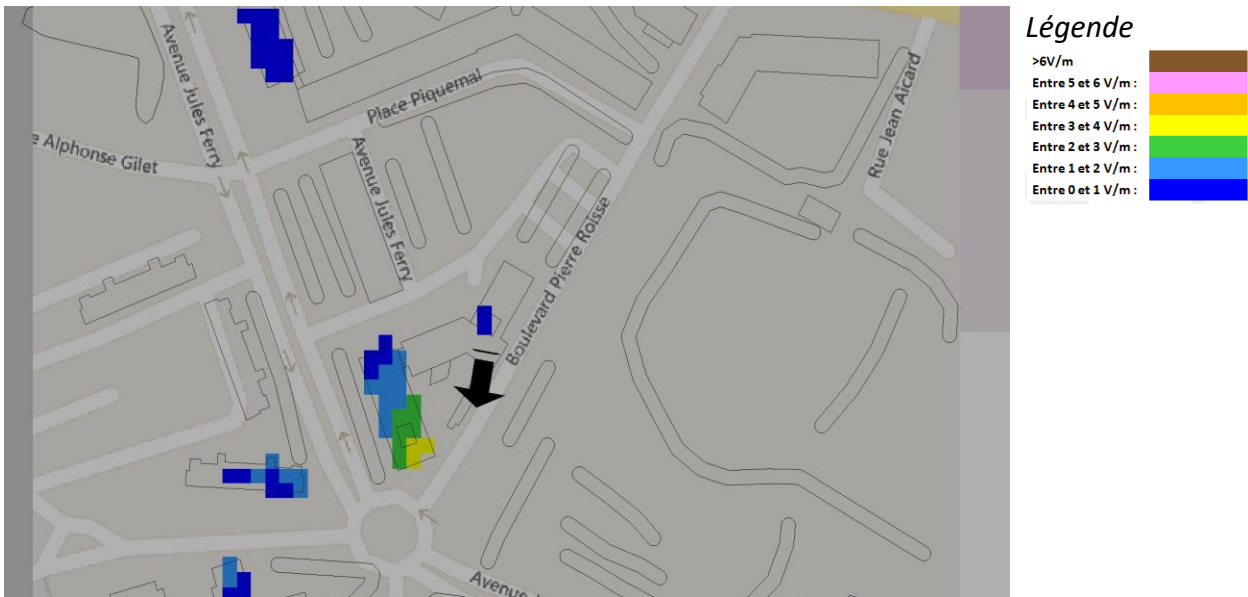 Légende
>6V/m
Entre 5 et 6 V/m :
Entre 4 et 5 V/m :
Entre 3 et 4 V/m :
Entre 2 et 3 V/m :
Entre 1 et 2 V/m :
Entre 0 et 1 V/m :
Avenue Jules Ferry
Place Piquemal
Rue Jean Aicard
e Alphonse Gilet
Avenue Jules Ferry
Boulevard Pierre Roisse
Avenue